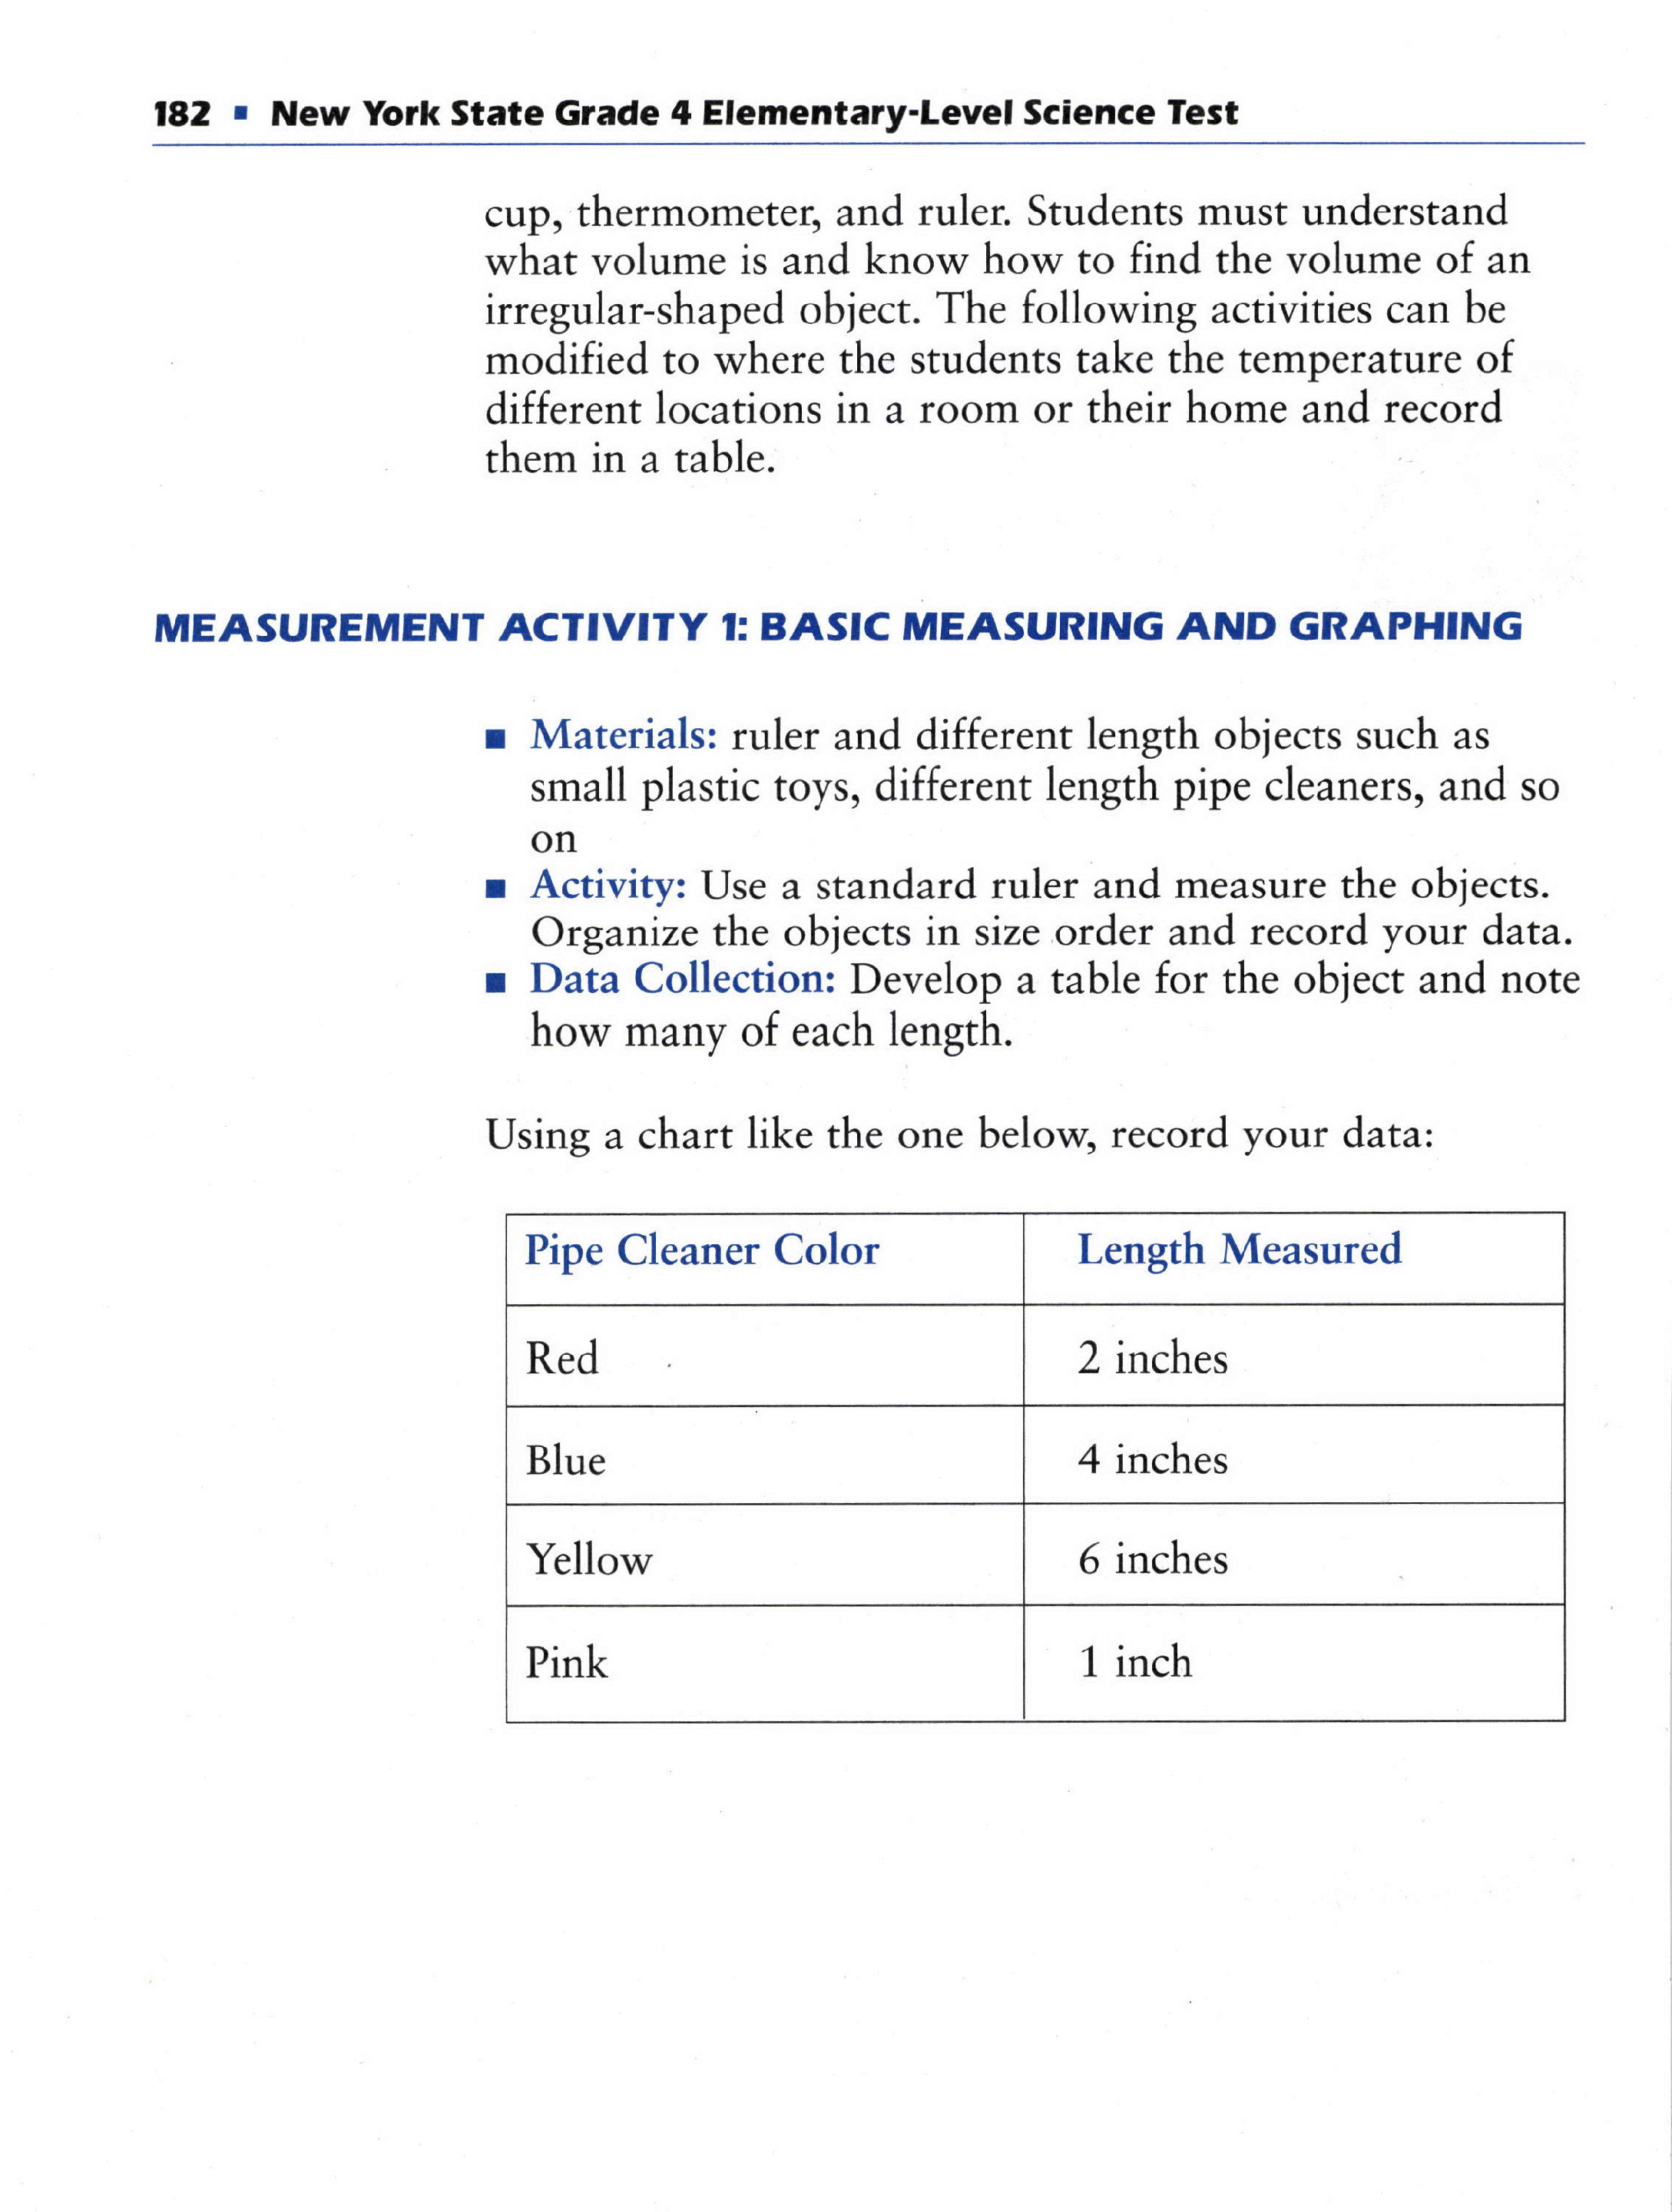 182 ▪ New York State Grade 4 Elementary-Level Science Test
cup, thermometer, and ruler. Students must understand
what volume is and know how to find the volume of an
irregular-shaped object. The following activities can be
modified to where the students take the temperature of
different locations in a room or their home and record
them in a table.
MEASUREMENT ACTIVITY 1: BASIC MEASURING AND GRAPHING
▪ Materials: ruler and different length objects such as
small plastic toys, different length pipe cleaners, and so
on
▪ Activity: Use a standard ruler and measure the objects.
Organize the objects in size order and record your data.
▪ Data Collection: Develop a table for the object and note
how many of each length.
Using a chart like the one below, record your data:
Pipe Cleaner Color Length Measured
Red 2 inches
Blue 4 inches
Yellow 6 inches
Pink 1 inch